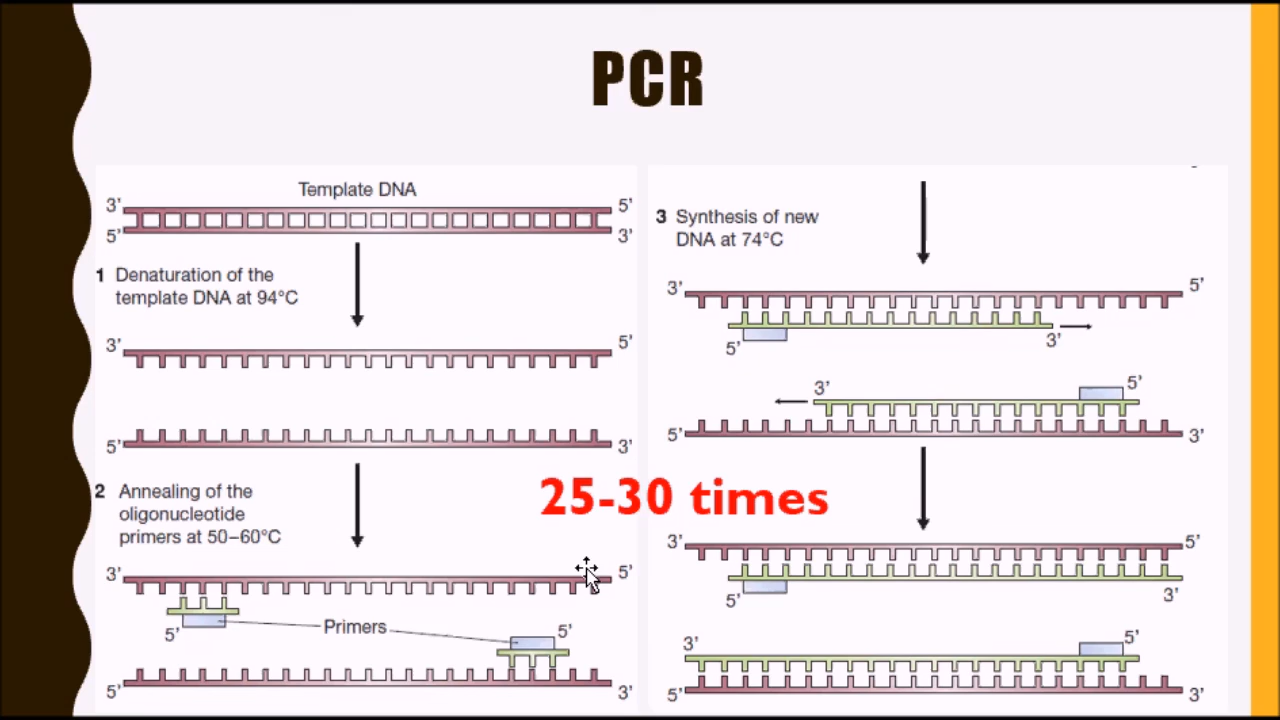 PCR
Template DNA
3' 5'
5' 3'
1 Denaturation of the
template DNA at 94°C
3' 5'
5' 3'
2 Annealing of the
oligonucleotide
primers at 50–60°C
3' 5'
5' Primers 5'
5' 3'
25-30 times
3 Synthesis of new
DNA at 74°C
3' 5'
5' 3'
3' 5'
5' 3'
3' 5'
5' 3'
3' 5'
5' 3'